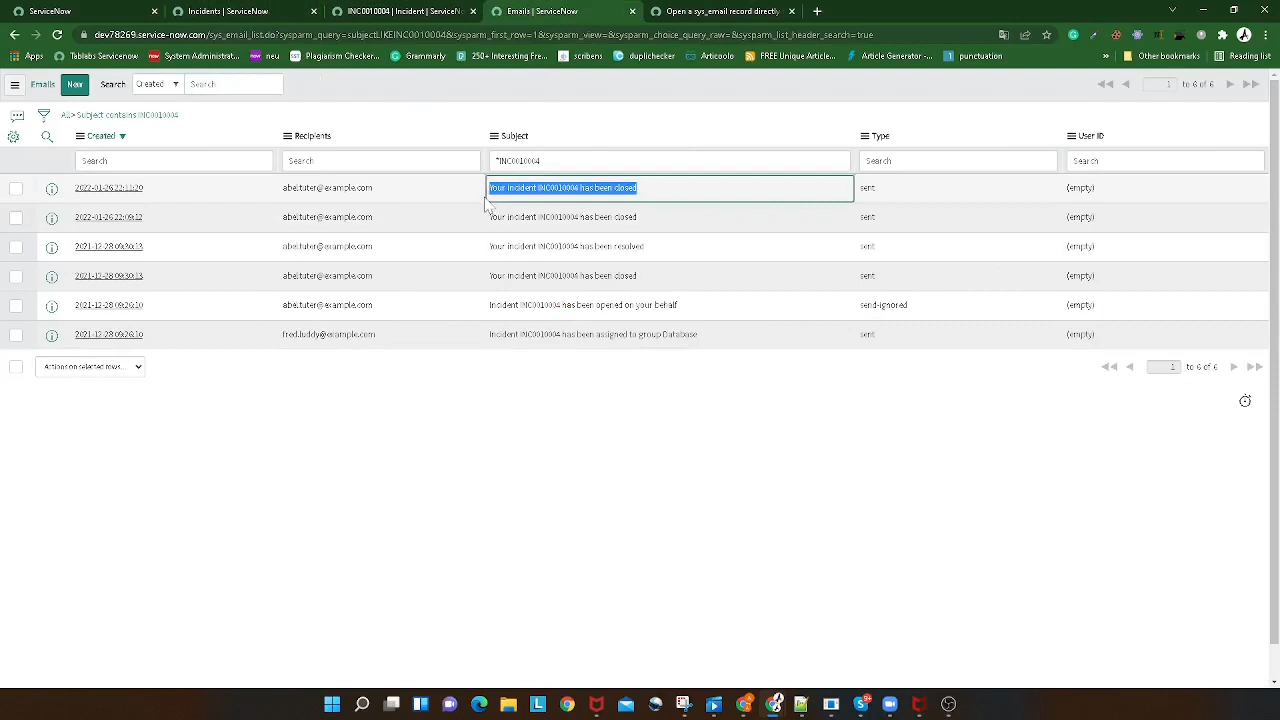 ServiceNow
Incidents | ServiceNow
INC0010004 | Incident | ServiceNo
Emails | ServiceNow
Open a sys_email record directly
dev78269.service-now.com/sys_email_list.do?sysparm_query=subjectLIKEINC0010004&sysparm_first_row=1&sysparm_view=&sysparm_choice_query_raw=&sysparm_list_header_search=true
Apps
Tablabs Servicenow
System Administrat...
neu
Plagiarism Checker...
Grammarly
250+ Interesting Fre...
scribens
duplichecker
Articoolo
FREE Unique Article...
Article Generator -...
punctuation
»
Other bookmarks
Reading list
Emails
New
Search
Created
Search
1 to 6 of 6
All> Subject contains INC0010004
Created
Recipients
Subject
Type
User ID
Search
Search
*INC0010004
Search
Search
2022-01-26 22:11:20 abel.tuter@example.com Your incident INC0010004 has been closed sent (empty)
2022-01-26 22:09:12 abel.tuter@example.com Your incident INC0010004 has been closed sent (empty)
2021-12-28 09:30:13 abel.tuter@example.com Your incident INC0010004 has been resolved sent (empty)
2021-12-28 09:30:13 abel.tuter@example.com Your incident INC0010004 has been closed sent (empty)
2021-12-28 09:26:10 abel.tuter@example.com Incident INC0010004 has been opened on your behalf send-ignored (empty)
2021-12-28 09:26:10 fred.luddy@example.com Incident INC0010004 has been assigned to group Database sent (empty)
Actions on selected rows...
1 to 6 of 6